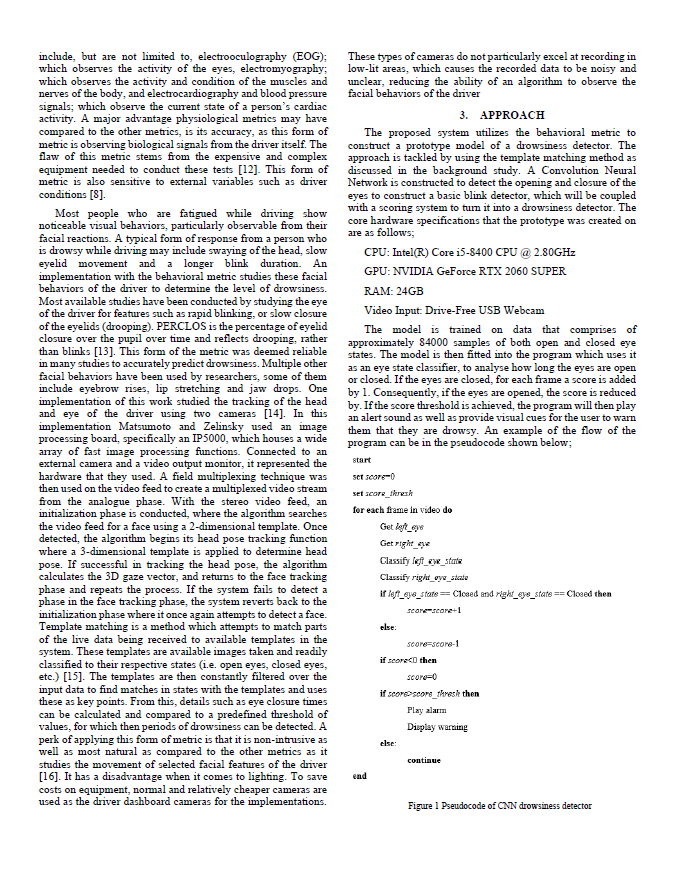 include, but are not limited to, electrooculography (EOG);
which observes the activity of the eyes, electromyography;
which observes the activity and condition of the muscles and
nerves of the body, and electrocardiography and blood pressure
signals; which observe the current state of a person's cardiac
activity. A major advantage physiological metrics may have
compared to the other metrics, is its accuracy, as this form of
metric is observing biological signals from the driver itself. The
flaw of this metric stems from the expensive and complex
equipment needed to conduct these tests [12]. This form of
metric is also sensitive to external variables such as driver
conditions [8].
Most people who are fatigued while driving show
noticeable visual behaviors, particularly observable from their
facial reactions. A typical form of response from a person who
is drowsy while driving may include swaying of the head, slow
eyelid movement and a longer blink duration. An
implementation with the behavioral metric studies these facial
behaviors of the driver to determine the level of drowsiness.
Most available studies have been conducted by studying the eye
of the driver for features such as rapid blinking, or slow closure
of the eyelids (drooping). PERCLOS is the percentage of eyelid
closure over the pupil over time and reflects drooping, rather
than blinks [13]. This form of the metric was deemed reliable
in many studies to accurately predict drowsiness. Multiple other
facial behaviors have been used by researchers, some of them
include eyebrow rises, lip stretching and jaw drops. One
implementation of this work studied the tracking of the head
and eye of the driver using two cameras [14]. In this
implementation Matsumoto and Zelinsky used an image
processing board, specifically an IP5000, which houses a wide
array of fast image processing functions. Connected to an
external camera and a video output monitor, it represented the
hardware that they used. A field multiplexing technique was
then used on the video feed to create a multiplexed video stream
from the analogue phase. With the stereo video feed, an
initialization phase is conducted, where the algorithm searches
the video feed for a face using a 2-dimensional template. Once
detected, the algorithm begins its head pose tracking function
where a 3-dimensional template is applied to determine head
pose. If successful in tracking the head pose, the algorithm
calculates the 3D gaze vector, and returns to the face tracking
phase and repeats the process. If the system fails to detect a
phase in the face tracking phase, the system reverts back to the
initialization phase where it once again attempts to detect a face.
Template matching is a method which attempts to match parts
of the live data being received to available templates in the
system. These templates are available images taken and readily
classified to their respective states (i.e. open eyes, closed eyes,
etc.) [15]. The templates are then constantly filtered over the
input data to find matches in states with the templates and uses
these as key points. From this, details such as eye closure times
can be calculated and compared to a predefined threshold of
values, for which then periods of drowsiness can be detected. A
perk of applying this form of metric is that it is non-intrusive as
well as most natural as compared to the other metrics as it
studies the movement of selected facial features of the driver
[16]. It has a disadvantage when it comes to lighting. To save
costs on equipment, normal and relatively cheaper cameras are
used as the driver dashboard cameras for the implementations.
These types of cameras do not particularly excel at recording in
low-lit areas, which causes the recorded data to be noisy and
unclear, reducing the ability of an algorithm to observe the
facial behaviors of the driver
3. APPROACH
The proposed system utilizes the behavioral metric to
construct a prototype model of a drowsiness detector. The
approach is tackled by using the template matching method as
discussed in the background study. A Convolution Neural
Network is constructed to detect the opening and closure of the
eyes to construct a basic blink detector, which will be coupled
with a scoring system to turn it into a drowsiness detector. The
core hardware specifications that the prototype was created on
are as follows;
CPU: Intel(R) Core i5-8400 CPU @ 2.80GHz
GPU: NVIDIA GeForce RTX 2060 SUPER
RAM: 24GB
Video Input: Drive-Free USB Webcam
The model is trained on data that comprises of
approximately 84000 samples of both open and closed eye
states. The model is then fitted into the program which uses it
as an eye state classifier, to analyse how long the eyes are open
or closed. If the eyes are closed, for each frame a score is added
by 1. Consequently, if the eyes are opened, the score is reduced
by. If the score threshold is achieved, the program will then play
an alert sound as well as provide visual cues for the user to warn
them that they are drowsy. An example of the flow of the
program can be in the pseudocode shown below;
start
set score=0
set score_thresh
for each frame in video do
Get left_eye
Get right_eye
Classify left_eye_state
Classify right_eye_state
if left_eye_state == Closed and right_eye_state == Closed then
score=score+1
else:
score=score-1
if score<0 then
score=0
if score>score_thresh then
Play alarm
Display warning
else:
continue
end
Figure 1 Pseudocode of CNN drowsiness detector